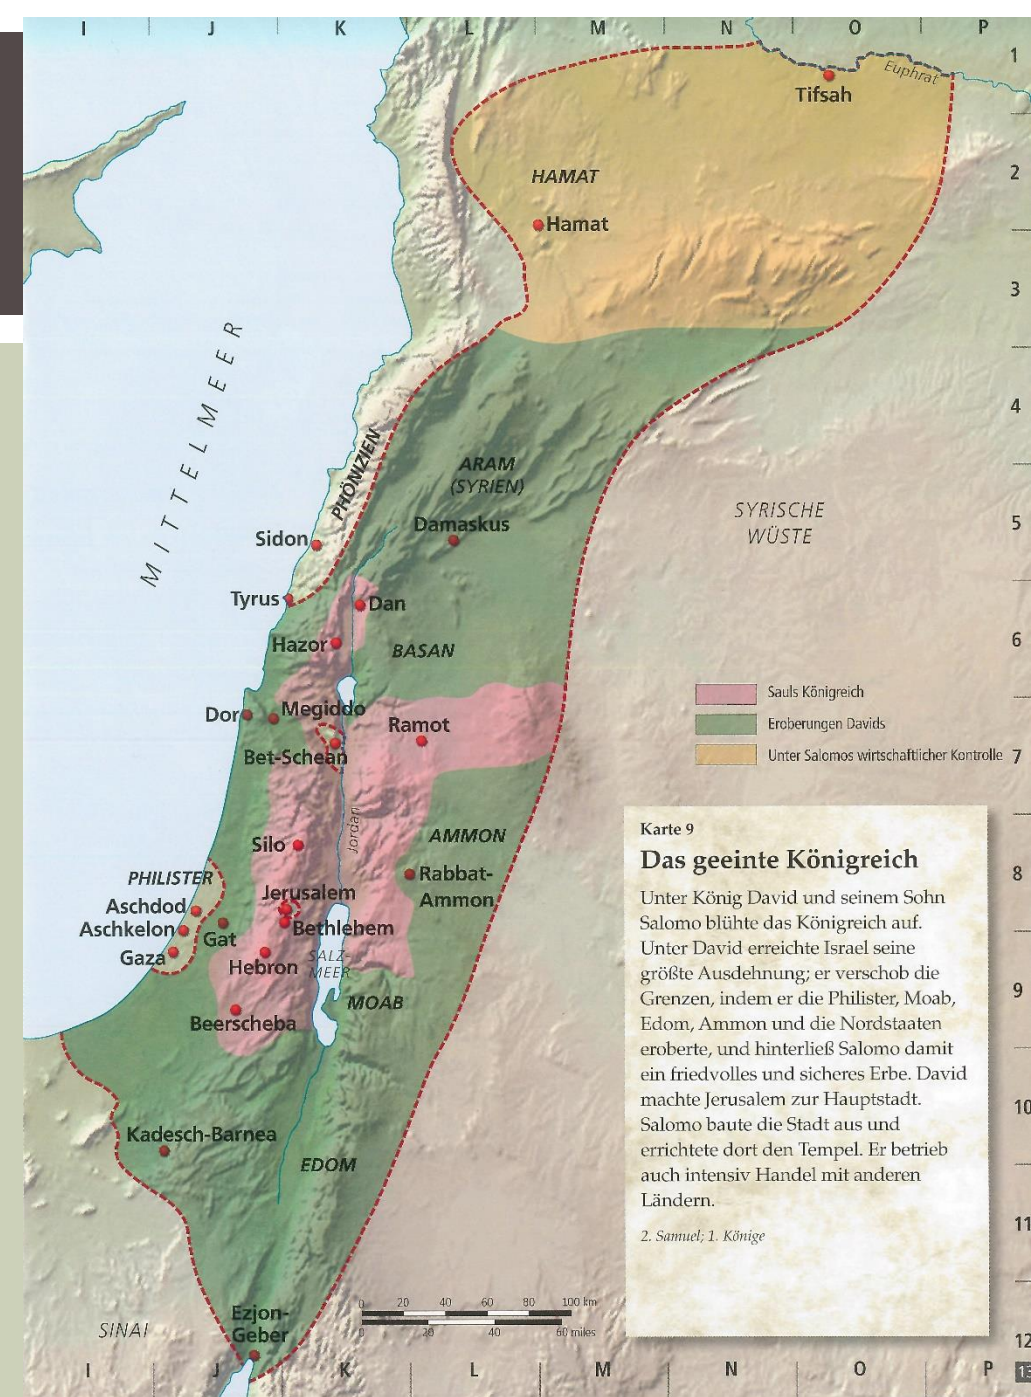 I J K L M N O P
1
Euphrat
Tifsah
2
HAMAT
Hamat
3
MITTELMEER
4
PHÖNIZIEN
ARAM
(SYRIEN)
SYRISCHE
WÜSTE
5
Damaskus
Sidon
Tyrus
Dan
6
Hazor
BASAN
Sauls Königreich
Dor
Megiddo
Ramot
Eroberungen Davids
Bet-Schean
Unter Salomos wirtschaftlicher Kontrolle
7
Jordan
Silo
AMMON
8
PHILISTER
Rabbat-
Ammon
Jerusalem
Aschdod
Aschkelon
Bethlehem
Gat
Gaza
Hebron
SALZ-
MEER
9
MOAB
Beerscheba
10
Kadesch-Barnea
EDOM
11
Karte 9
Das geeinte Königreich
Unter König David und seinem Sohn
Salomo blühte das Königreich auf.
Unter David erreichte Israel seine
größte Ausdehnung; er verschob die
Grenzen, indem er die Philister, Moab,
Edom, Ammon und die Nordstaaten
eroberte, und hinterließ Salomo damit
ein friedvolles und sicheres Erbe. David
machte Jerusalem zur Hauptstadt.
Salomo baute die Stadt aus und
errichtete dort den Tempel. Er betrieb
auch intensiv Handel mit anderen
Ländern.
2. Samuel; 1. Könige
0 20 40 60 80 100 km
0 20 40 60 miles
Ezjon-
Geber
SINAI
12
I J K L M N O P